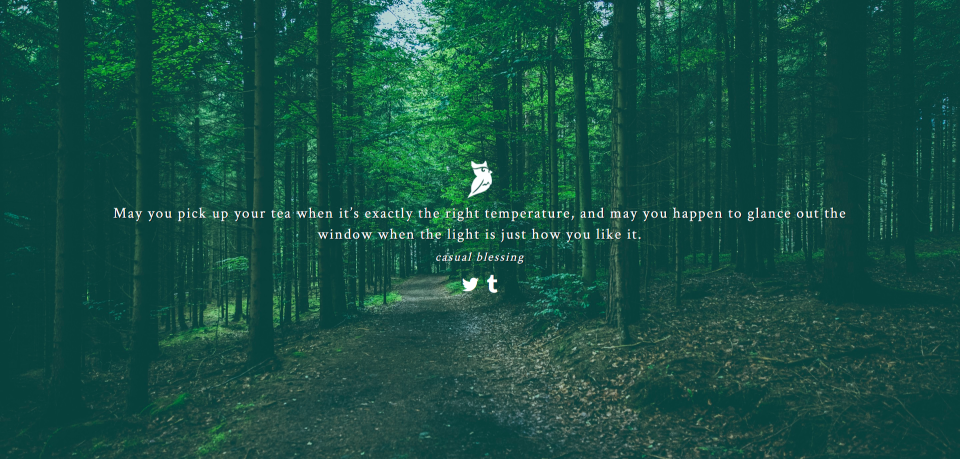 May you pick up your tea when it’s exactly the right temperature, and may you happen to glance out the
window when the light is just how you like it.
casual blessing